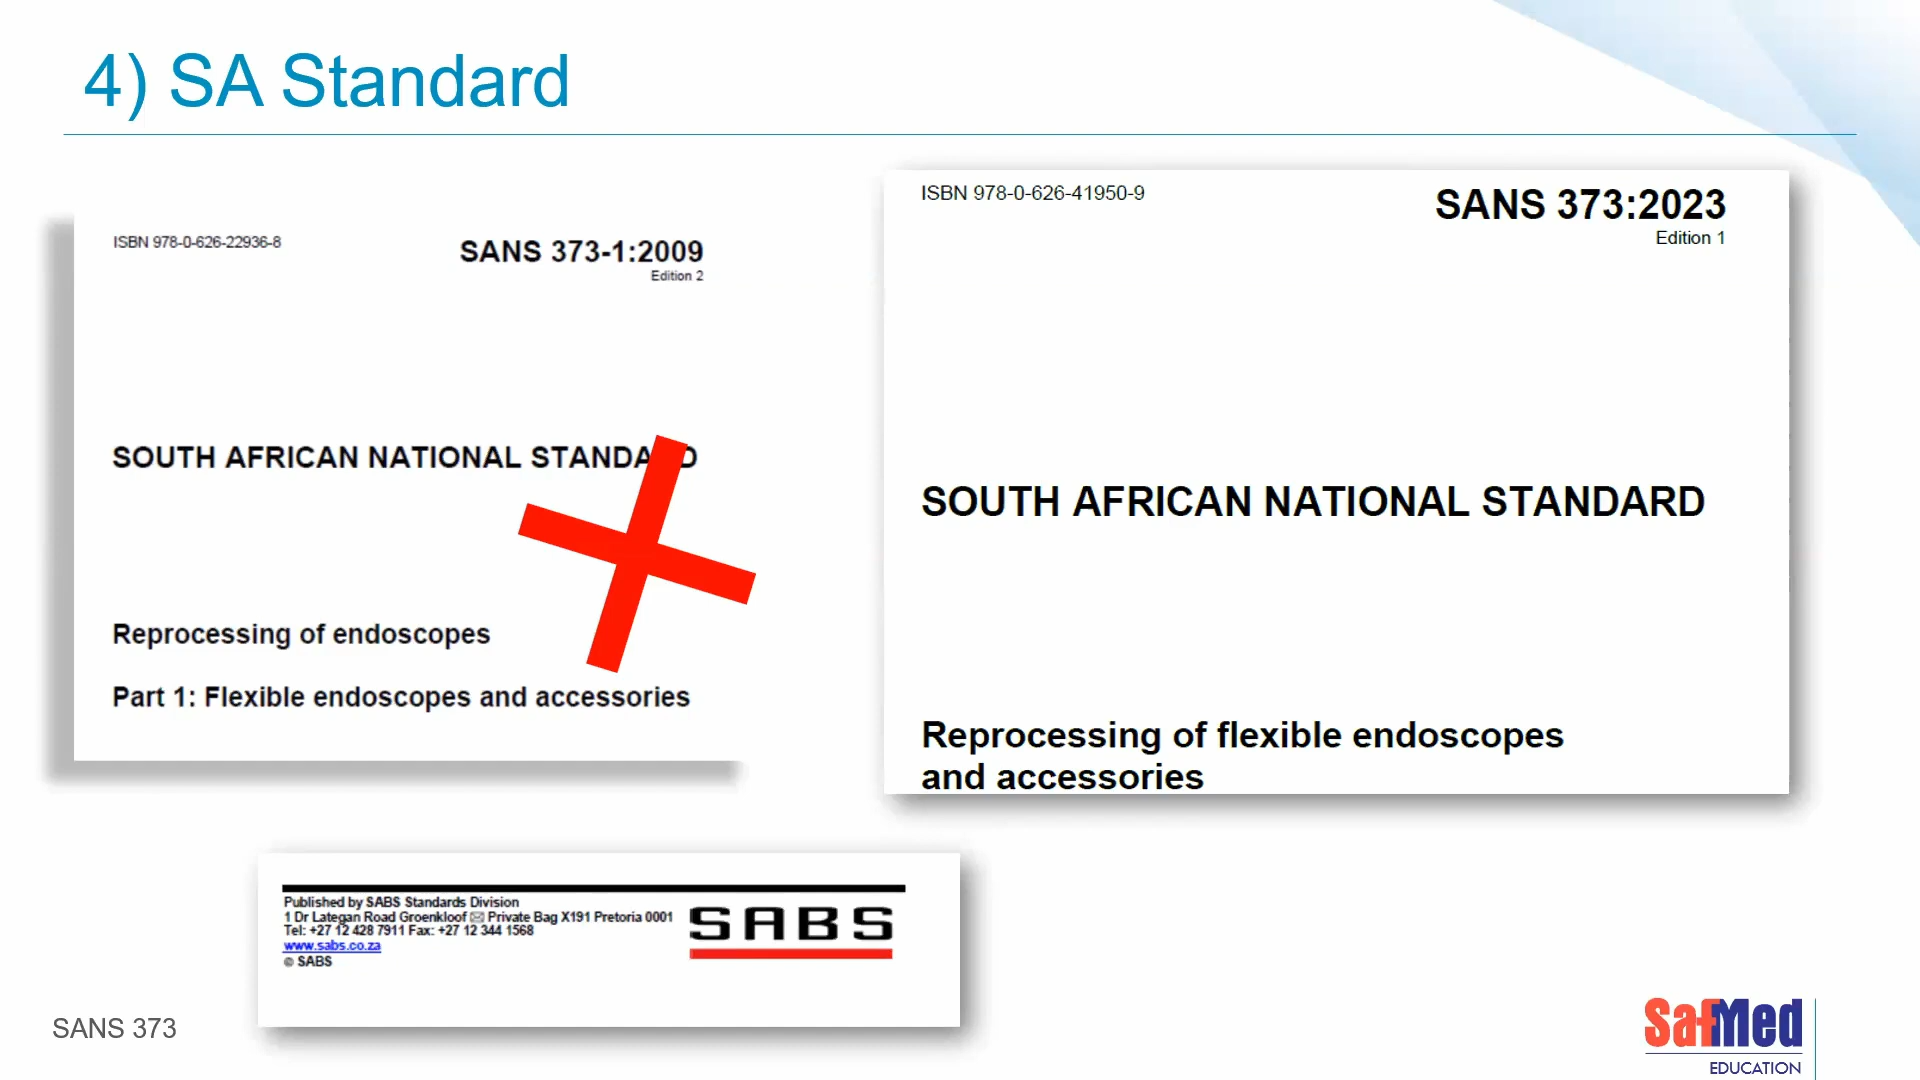 4) SA Standard
ISBN 978-0-626-22936-8
SANS 373-1:2009
Edition 2
SOUTH AFRICAN NATIONAL STANDARD
Reprocessing of endoscopes
Part 1: Flexible endoscopes and accessories
ISBN 978-0-626-41950-9
SANS 373:2023
Edition 1
SOUTH AFRICAN NATIONAL STANDARD
Reprocessing of flexible endoscopes
and accessories
Published by SABS Standards Division
1 Dr Lategan Road Groenkloof ✉ Private Bag X191 Pretoria 0001
Tel: +27 12 428 7911 Fax: +27 12 344 1568
www.sabs.co.za
© SABS
SABS
SANS 373
SafMed
EDUCATION